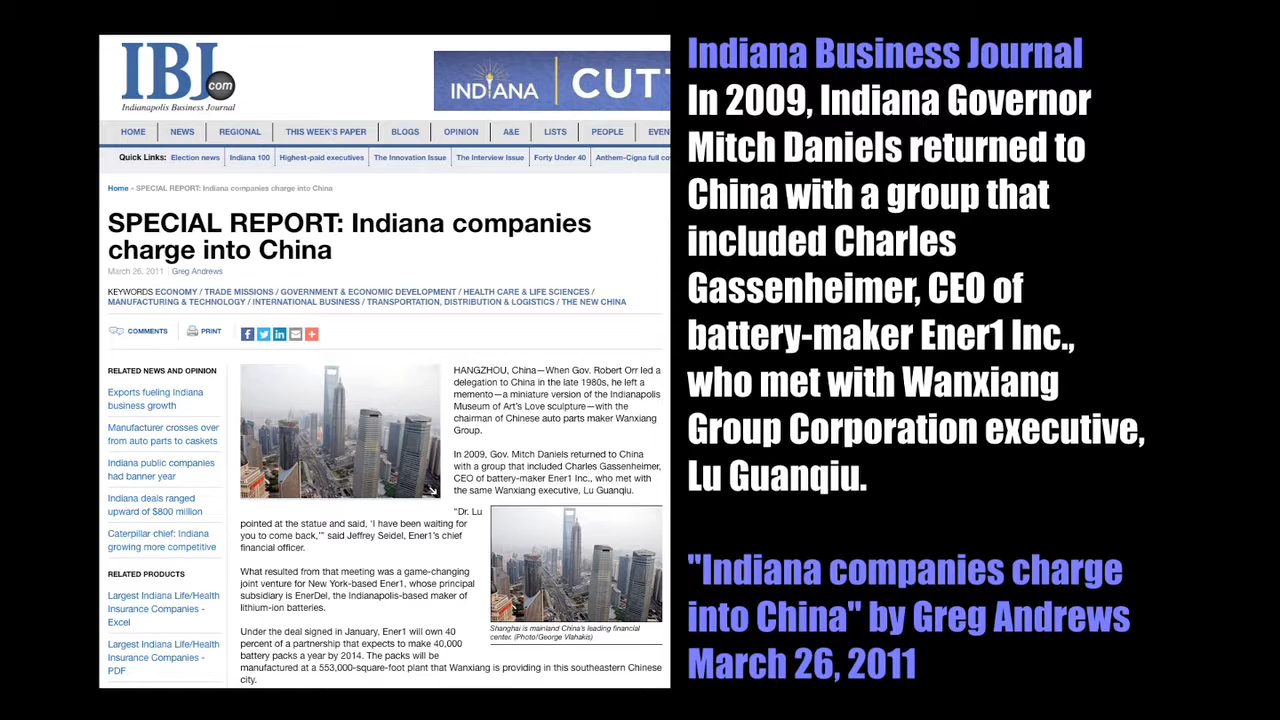 IBJ
.com
Indianapolis Business Journal
INDIANA
CUTT
HOME
NEWS
REGIONAL
THIS WEEK'S PAPER
BLOGS
OPINION
A&E
LISTS
PEOPLE
EVEN
Quick Links:
Election news
Indiana 100
Highest-paid executives
The Innovation Issue
The Interview Issue
Forty Under 40
Anthem-Cigna full co
Home - SPECIAL REPORT: Indiana companies charge into China
SPECIAL REPORT: Indiana companies
charge into China
March 26, 2011 | Greg Andrews
KEYWORDS ECONOMY / TRADE MISSIONS / GOVERNMENT & ECONOMIC DEVELOPMENT / HEALTH CARE & LIFE SCIENCES /
MANUFACTURING & TECHNOLOGY / INTERNATIONAL BUSINESS / TRANSPORTATION, DISTRIBUTION & LOGISTICS / THE NEW CHINA
COMMENTS
PRINT
RELATED NEWS AND OPINION
Exports fueling Indiana
business growth
Manufacturer crosses over
from auto parts to caskets
Indiana public companies
had banner year
Indiana deals ranged
upward of $800 million
Caterpillar chief: Indiana
growing more competitive
RELATED PRODUCTS
Largest Indiana Life/Health
Insurance Companies -
Excel
Largest Indiana Life/Health
Insurance Companies -
PDF
HANGZHOU, China—When Gov. Robert Orr led a
delegation to China in the late 1980s, he left a
memento—a miniature version of the Indianapolis
Museum of Art's Love sculpture—with the
chairman of Chinese auto parts maker Wanxiang
Group.
In 2009, Gov. Mitch Daniels returned to China
with a group that included Charles Gassenheimer,
CEO of battery-maker Ener1 Inc., who met with
the same Wanxiang executive, Lu Guanqiu.
"Dr. Lu
pointed at the statue and said, 'I have been waiting for
you to come back,'" said Jeffrey Seidel, Ener1's chief
financial officer.
What resulted from that meeting was a game-changing
joint venture for New York-based Ener1, whose principal
subsidiary is EnerDel, the Indianapolis-based maker of
lithium-ion batteries.
Under the deal signed in January, Ener1 will own 40
percent of a partnership that expects to make 40,000
battery packs a year by 2014. The packs will be
manufactured at a 553,000-square-foot plant that Wanxiang is providing in this southeastern Chinese
city.
Shanghai is mainland China's leading financial
center. (Photo/George Vlahakis)
Indiana Business Journal
In 2009, Indiana Governor
Mitch Daniels returned to
China with a group that
included Charles
Gassenheimer, CEO of
battery-maker Ener1 Inc.,
who met with Wanxiang
Group Corporation executive,
Lu Guanqiu.
"Indiana companies charge
into China" by Greg Andrews
March 26, 2011